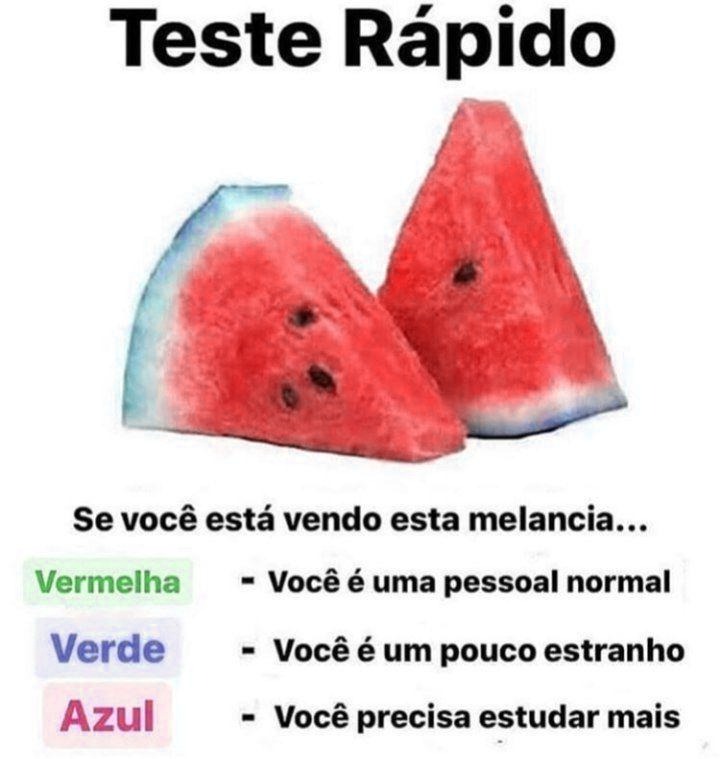 Teste Rápido
Se você está vendo esta melancia...
Vermelha - Você é uma pessoal normal
Verde - Você é um pouco estranho
Azul - Você precisa estudar mais